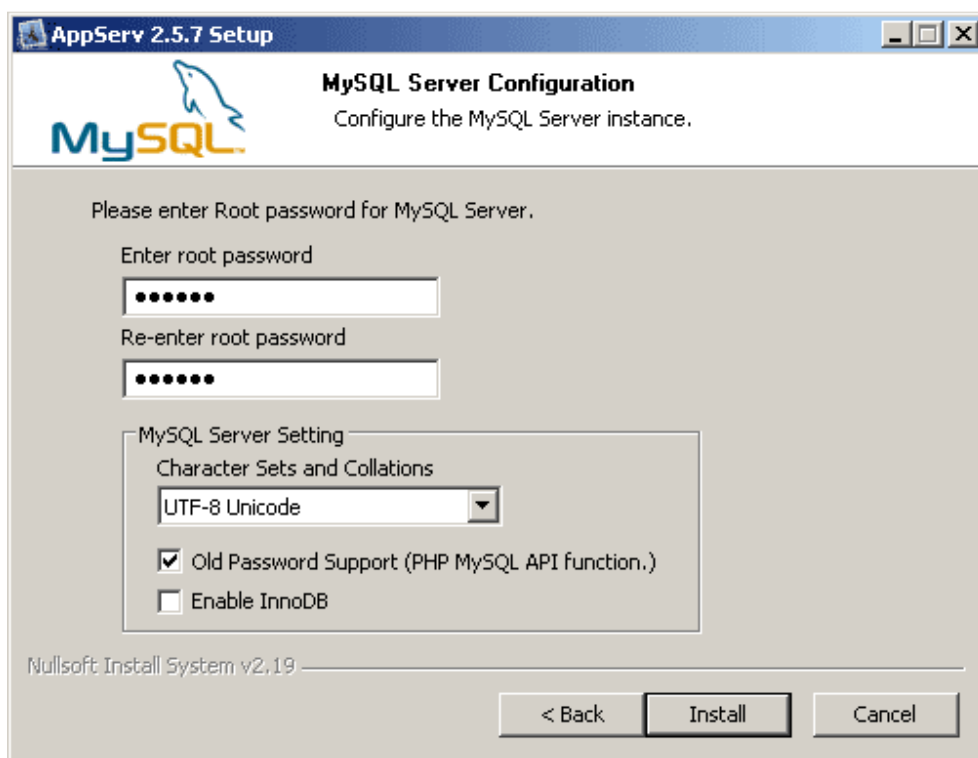 AppServ 2.5.7 Setup
MySQL
MySQL Server Configuration
Configure the MySQL Server instance.
Please enter Root password for MySQL Server.
Enter root password
●●●●●●
Re-enter root password
●●●●●●
MySQL Server Setting
Character Sets and Collations
UTF-8 Unicode
Old Password Support (PHP MySQL API function.)
Enable InnoDB
Nullsoft Install System v2.19
< Back Install Cancel